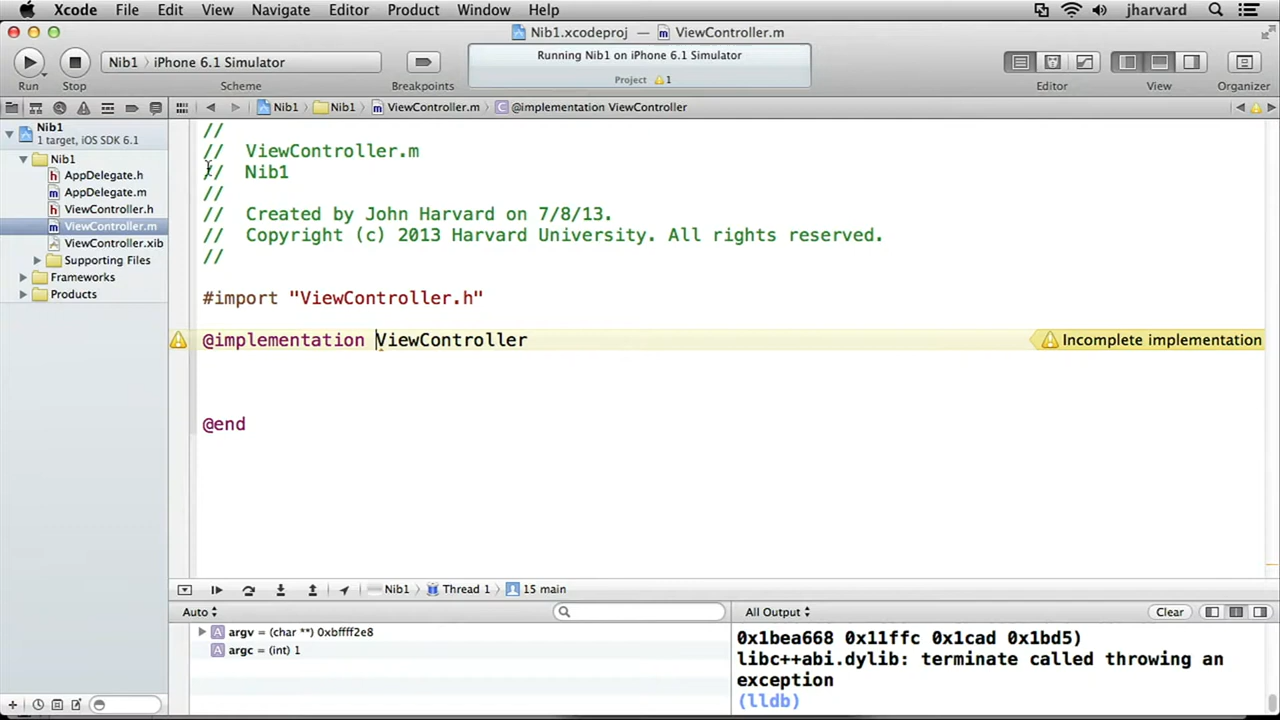 Xcode File Edit View Navigate Editor Product Window Help jharvard
Nib1.xcodeproj — ViewController.m
Running Nib1 on iPhone 6.1 Simulator
Project 1
Nib1 iPhone 6.1 Simulator
Run Stop Scheme Breakpoints Editor View Organizer
Nib1 Nib1 ViewController.m @implementation ViewController
Nib1
1 target, iOS SDK 6.1
Nib1
AppDelegate.h
AppDelegate.m
ViewController.h
ViewController.m
ViewController.xib
Supporting Files
Frameworks
Products
//
// ViewController.m
// Nib1
//
// Created by John Harvard on 7/8/13.
// Copyright (c) 2013 Harvard University. All rights reserved.
//
#import "ViewController.h"
@implementation ViewController
Incomplete implementation
@end
Nib1 Thread 1 15 main
Auto
All Output Clear
argv = (char **) 0xbffff2e8
argc = (int) 1
0x1bea668 0x11ffc 0x1cad 0x1bd5)
libc++abi.dylib: terminate called throwing an
exception
(lldb)